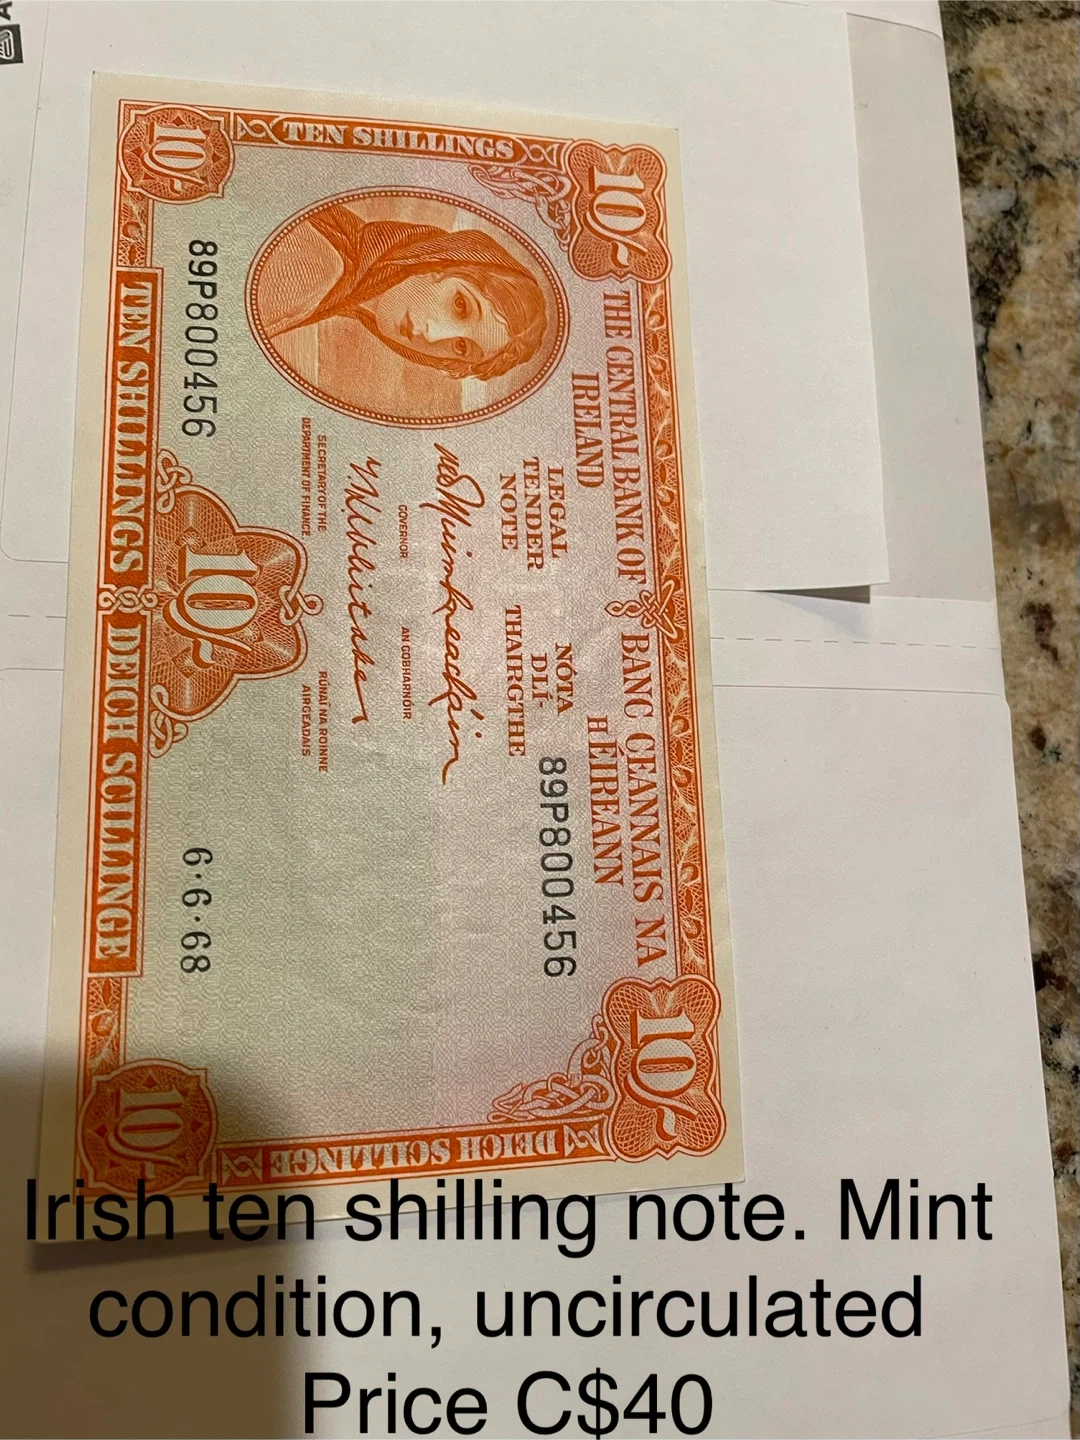 10/-
TEN SHILLINGS
10/-
THE CENTRAL BANK OF
IRELAND
BANC CEANNAIS NA
hÉIREANN
LEGAL
TENDER
NOTE
NÓTA
DLÍ-
THAIRGTHE
89P800456
GOVERNOR
AN GOBHARNÓIR
SECRETARY OF THE
DEPARTMENT OF FINANCE.
RÚNAÍ NA ROINNE
AIRGEADAIS
89P800456
6·6·68
TEN SHILLINGS
10/-
DEICH SCILLINGE
10/-
DEICH SCILLINGE
10/-
Irish ten shilling note. Mint
condition, uncirculated
Price C$40